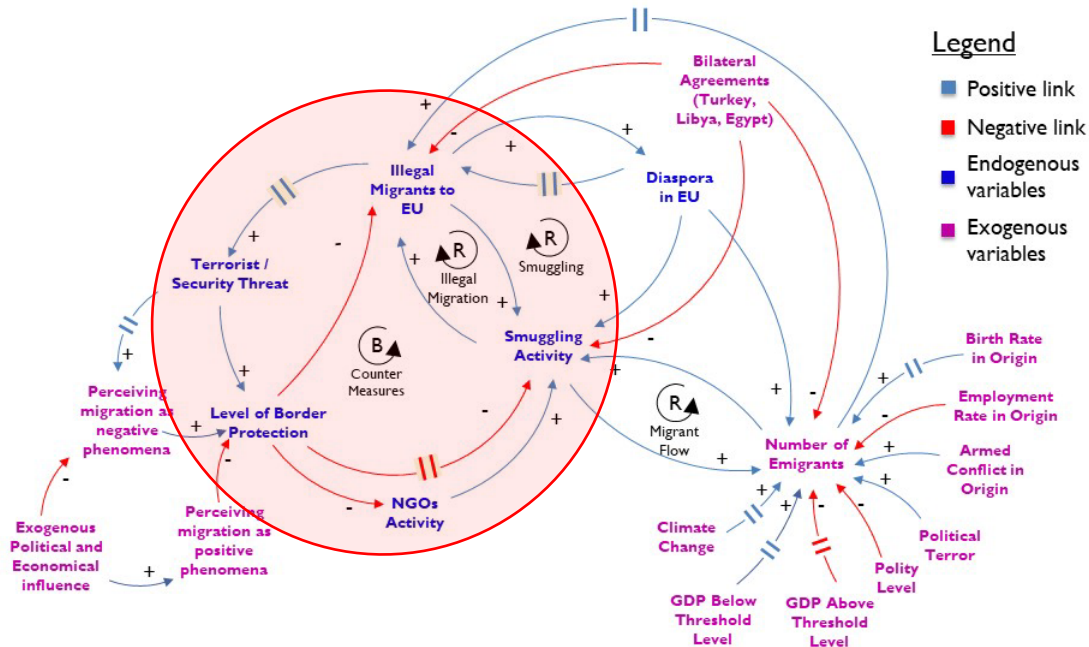 Legend
Positive link
Negative link
Endogenous
variables
Exogenous
variables
Bilateral
Agreements
(Turkey,
Libya, Egypt)
+
-
+
+
Illegal
Migrants to
EU
Diaspora
in EU
+
-
+
R
Illegal
Migration
R
Smuggling
-
Terrorist /
Security Threat
+
+
Smuggling
Activity
-
+
Birth Rate
in Origin
+
B
Counter
Measures
+
Perceiving
migration as
negative
phenomena
+
Level of Border
Protection
-
+
R
Migrant
Flow
+
+
-
+
-
Employment
Rate in Origin
Number of
Emigrants
+
Armed
Conflict in
Origin
-
-
-
NGOs
Activity
+
+
+
-
-
Exogenous
Political and
Economical
influence
+
Perceiving
migration as
positive
phenomena
Climate
Change
Political
Terror
Polity
Level
GDP Below
Threshold
Level
GDP Above
Threshold
Level